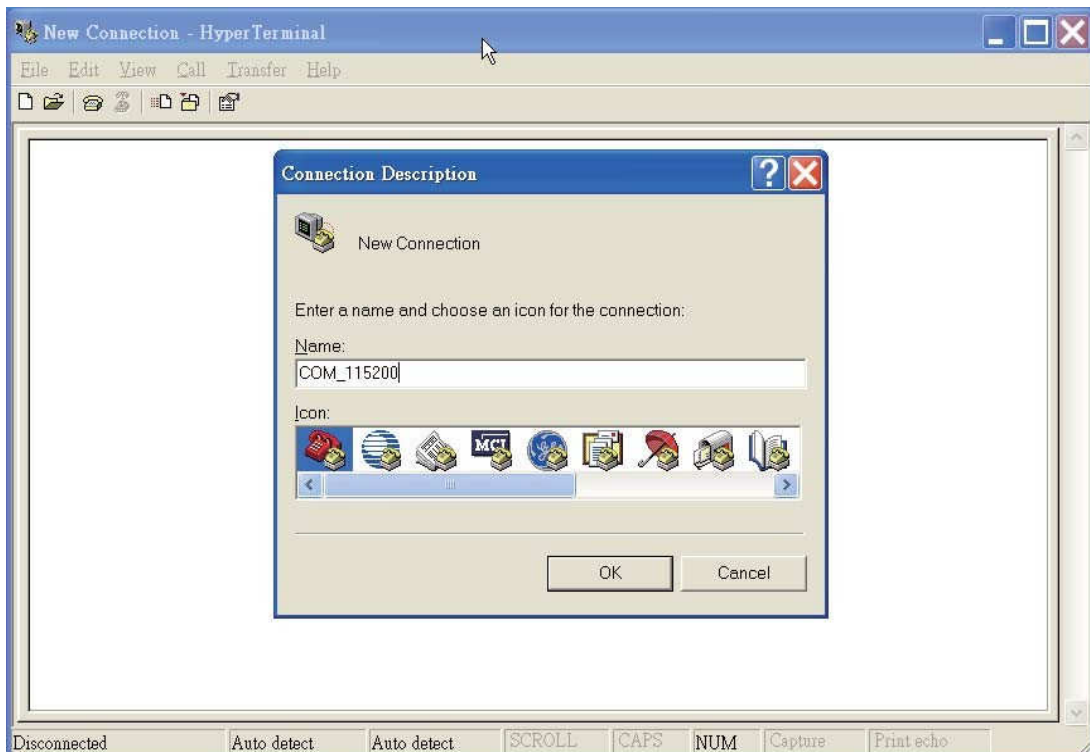 New Connection - HyperTerminal
File Edit View Call Transfer Help
Connection Description
New Connection
Enter a name and choose an icon for the connection:
Name:
COM_115200
Icon:
MCI
OK Cancel
Disconnected Auto detect Auto detect SCROLL CAPS NUM Capture Print echo